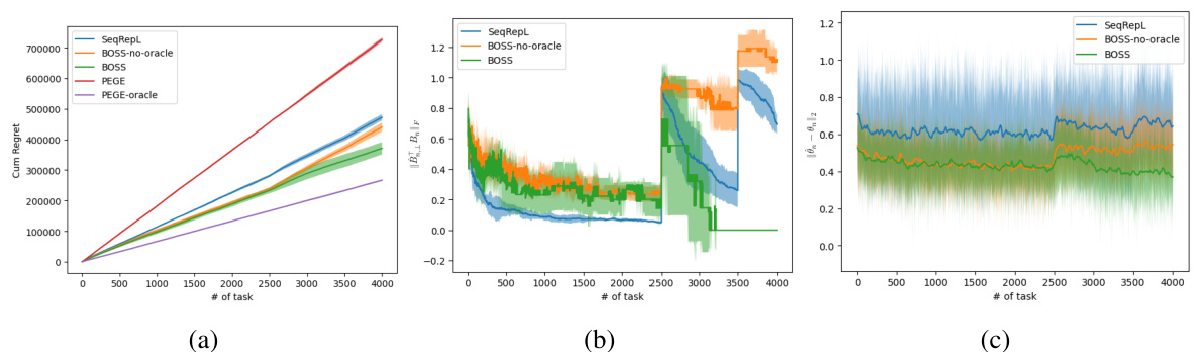 SeqRepL
BOSS-no-oracle
BOSS
PEGE
PEGE-oracle
Cum Regret
700000
600000
500000
400000
300000
200000
100000
0
0 500 1000 1500 2000 2500 3000 3500 4000
# of task
(a)
SeqRepL
BOSS-no-oracle
BOSS
‖B̂ᵀₙ,⊥Bₙ‖F
1.2
1.0
0.8
0.6
0.4
0.2
0.0
−0.2
0 500 1000 1500 2000 2500 3000 3500 4000
# of task
(b)
SeqRepL
BOSS-no-oracle
BOSS
‖θ̂ₙ − θₙ‖₂
1.2
1.0
0.8
0.6
0.4
0.2
0.0
0 500 1000 1500 2000 2500 3000 3500 4000
# of task
(c)